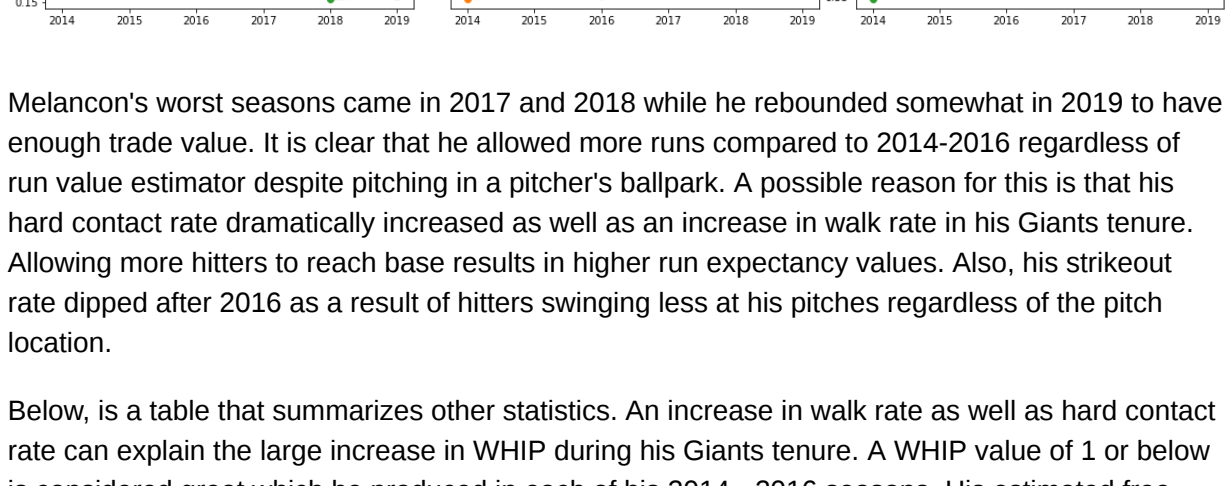 0.15
2014 2015 2016 2017 2018 2019 2014 2015 2016 2017 2018 2019 2014 2015 2016 2017 2018 2019
Melancon's worst seasons came in 2017 and 2018 while he rebounded somewhat in 2019 to have
enough trade value. It is clear that he allowed more runs compared to 2014-2016 regardless of
run value estimator despite pitching in a pitcher's ballpark. A possible reason for this is that his
hard contact rate dramatically increased as well as an increase in walk rate in his Giants tenure.
Allowing more hitters to reach base results in higher run expectancy values. Also, his strikeout
rate dipped after 2016 as a result of hitters swinging less at his pitches regardless of the pitch
location.
Below, is a table that summarizes other statistics. An increase in walk rate as well as hard contact
rate can explain the large increase in WHIP during his Giants tenure. A WHIP value of 1 or below
is considered great which he produced in each of his 2014 - 2016 seasons. His estimated free